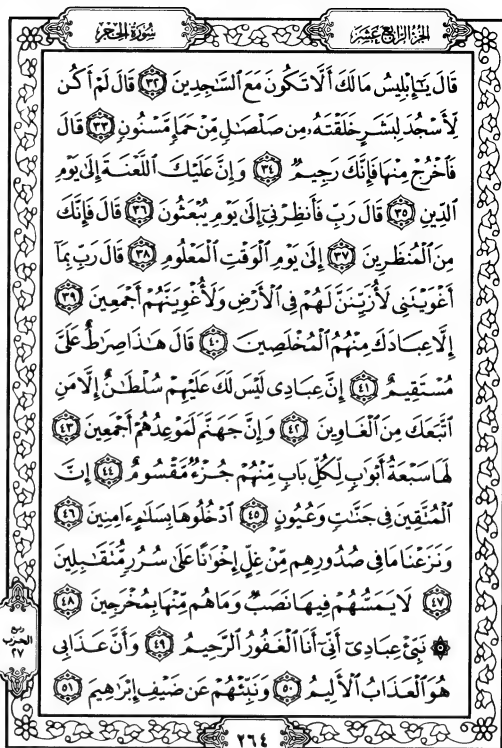 الجزء الرابع عشر
سورة الحجر
قَالَ يَـٰٓإِبْلِيسُ مَا لَكَ أَلَّا تَكُونَ مَعَ ٱلسَّـٰجِدِينَ ٣٢ قَالَ لَمْ أَكُن
لِّأَسْجُدَ لِبَشَرٍ خَلَقْتَهُۥ مِن صَلْصَـٰلٍ مِّنْ حَمَإٍ مَّسْنُونٍ ٣٣ قَالَ
فَٱخْرُجْ مِنْهَا فَإِنَّكَ رَجِيمٌ ٣٤ وَإِنَّ عَلَيْكَ ٱللَّعْنَةَ إِلَىٰ يَوْمِ
ٱلدِّينِ ٣٥ قَالَ رَبِّ فَأَنظِرْنِىٓ إِلَىٰ يَوْمِ يُبْعَثُونَ ٣٦ قَالَ فَإِنَّكَ
مِنَ ٱلْمُنظَرِينَ ٣٧ إِلَىٰ يَوْمِ ٱلْوَقْتِ ٱلْمَعْلُومِ ٣٨ قَالَ رَبِّ بِمَآ
أَغْوَيْتَنِى لَأُزَيِّنَنَّ لَهُمْ فِى ٱلْأَرْضِ وَلَأُغْوِيَنَّهُمْ أَجْمَعِينَ ٣٩
إِلَّا عِبَادَكَ مِنْهُمُ ٱلْمُخْلَصِينَ ٤٠ قَالَ هَـٰذَا صِرَٰطٌ عَلَىَّ
مُسْتَقِيمٌ ٤١ إِنَّ عِبَادِى لَيْسَ لَكَ عَلَيْهِمْ سُلْطَـٰنٌ إِلَّا مَنِ
ٱتَّبَعَكَ مِنَ ٱلْغَاوِينَ ٤٢ وَإِنَّ جَهَنَّمَ لَمَوْعِدُهُمْ أَجْمَعِينَ ٤٣
لَهَا سَبْعَةُ أَبْوَٰبٍ لِّكُلِّ بَابٍ مِّنْهُمْ جُزْءٌ مَّقْسُومٌ ٤٤ إِنَّ
ٱلْمُتَّقِينَ فِى جَنَّـٰتٍ وَعُيُونٍ ٤٥ ٱدْخُلُوهَا بِسَلَـٰمٍ ءَامِنِينَ ٤٦
وَنَزَعْنَا مَا فِى صُدُورِهِم مِّنْ غِلٍّ إِخْوَٰنًا عَلَىٰ سُرُرٍ مُّتَقَـٰبِلِينَ
٤٧ لَا يَمَسُّهُمْ فِيهَا نَصَبٌ وَمَا هُم مِّنْهَا بِمُخْرَجِينَ ٤٨
۞ نَبِّئْ عِبَادِىٓ أَنِّىٓ أَنَا ٱلْغَفُورُ ٱلرَّحِيمُ ٤٩ وَأَنَّ عَذَابِى
هُوَ ٱلْعَذَابُ ٱلْأَلِيمُ ٥٠ وَنَبِّئْهُمْ عَن ضَيْفِ إِبْرَٰهِيمَ ٥١
ربع
الحزب
٢٧
٢٦٤